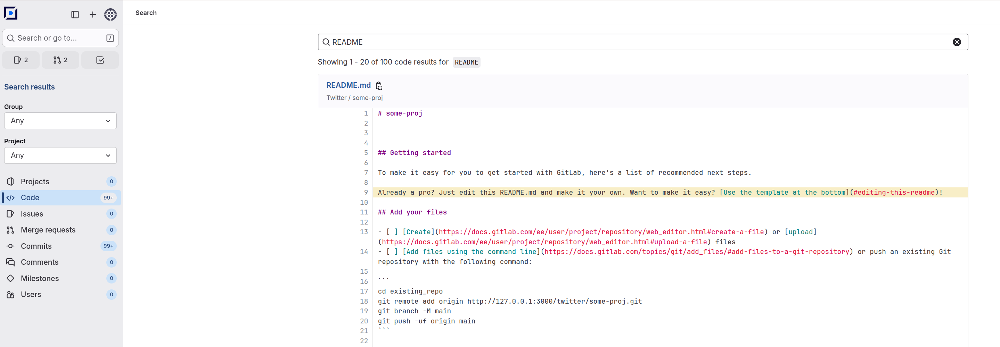 Search
Search or go to...
/
2
2
Search results
Group
Any
Project
Any
Projects 0
Code 99+
Issues 0
Merge requests 0
Commits 99+
Comments 0
Milestones 0
Users 0
README
Showing 1 - 20 of 100 code results for README
README.md
Twitter / some-proj
1 # some-proj
2
3
4
5 ## Getting started
6
7 To make it easy for you to get started with GitLab, here's a list of recommended next steps.
8
9 Already a pro? Just edit this README.md and make it your own. Want to make it easy? [Use the template at the bottom](#editing-this-readme)!
10
11 ## Add your files
12
13 - [ ] [Create](https://docs.gitlab.com/ee/user/project/repository/web_editor.html#create-a-file) or [upload]
(https://docs.gitlab.com/ee/user/project/repository/web_editor.html#upload-a-file) files
14 - [ ] [Add files using the command line](https://docs.gitlab.com/topics/git/add_files/#add-files-to-a-git-repository) or push an existing Git
repository with the following command:
15
16 ```
17 cd existing_repo
18 git remote add origin http://127.0.0.1:3000/twitter/some-proj.git
19 git branch -M main
20 git push -uf origin main
21 ```
22